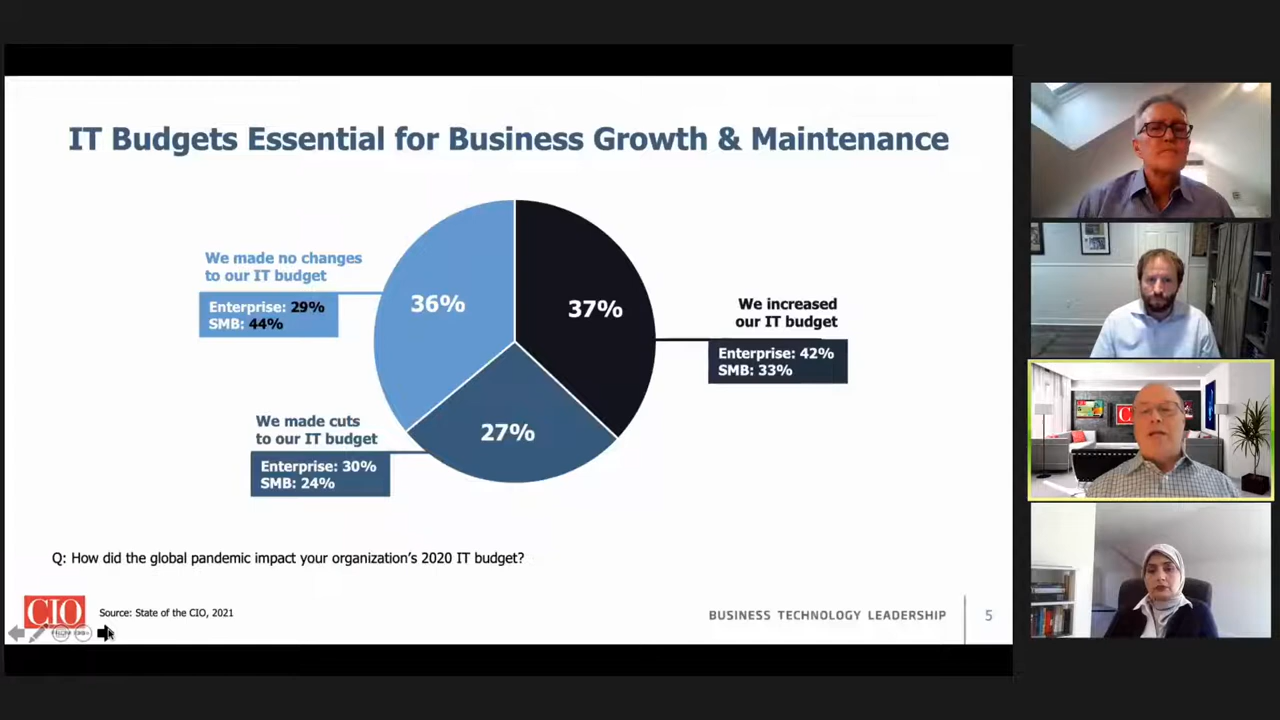 IT Budgets Essential for Business Growth & Maintenance
We made no changes
to our IT budget
Enterprise: 29%
SMB: 44%
36%
37%
We increased
our IT budget
Enterprise: 42%
SMB: 33%
We made cuts
to our IT budget
Enterprise: 30%
SMB: 24%
27%
Q: How did the global pandemic impact your organization's 2020 IT budget?
CIO
Source: State of the CIO, 2021
BUSINESS TECHNOLOGY LEADERSHIP
5